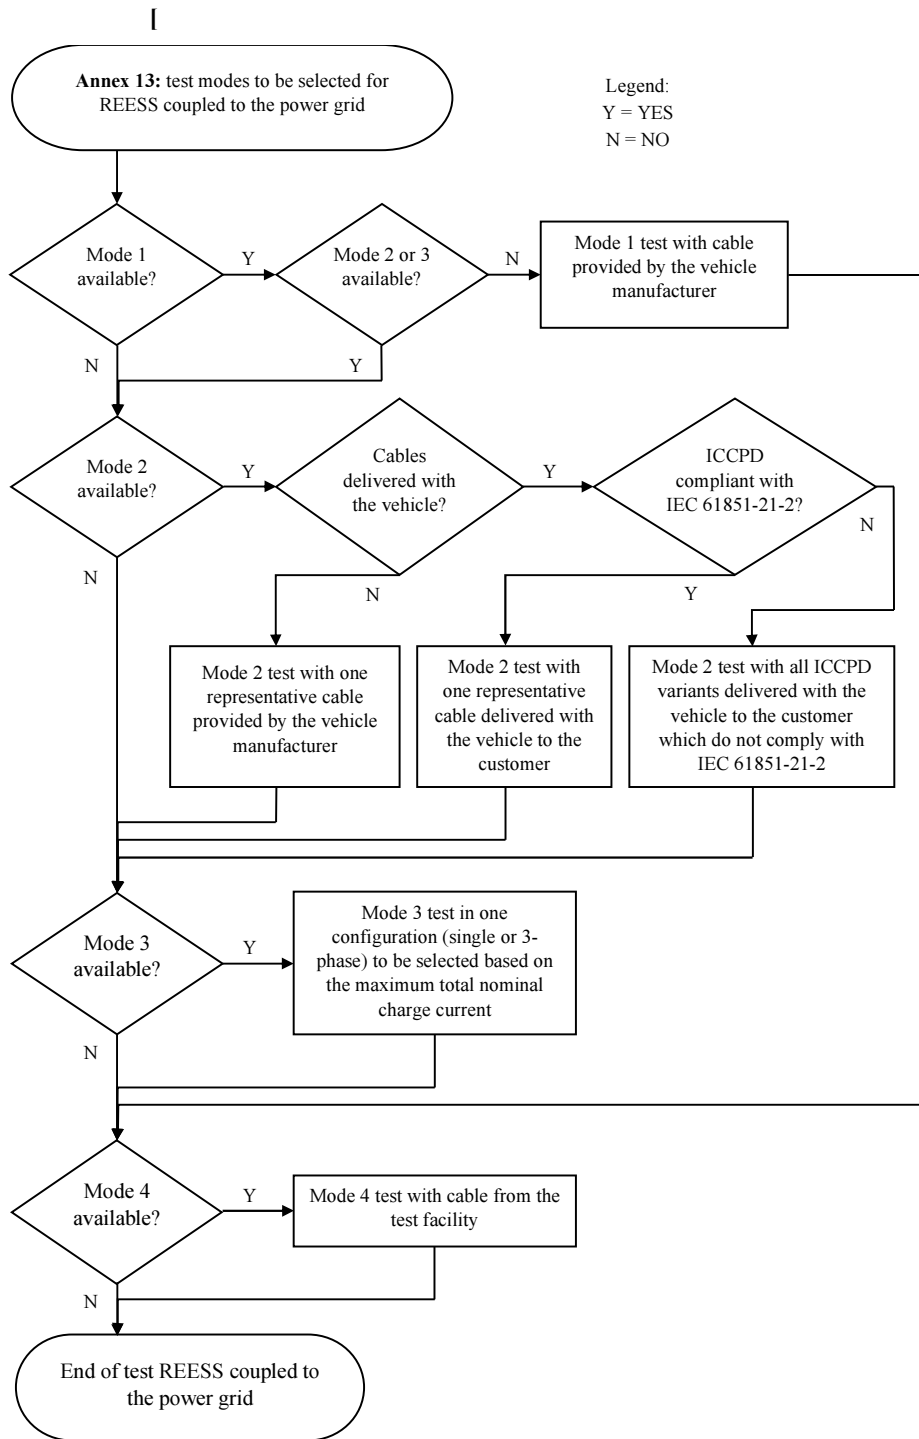 [
Annex 13: test modes to be selected for
REESS coupled to the power grid
Legend:
Y = YES
N = NO
Mode 1
available?
Y
Mode 2 or 3
available?
N
Mode 1 test with cable
provided by the vehicle
manufacturer
N
Y
Mode 2
available?
Y
Cables
delivered with
the vehicle?
Y
ICCPD
compliant with
IEC 61851-21-2?
N
N
N
Y
Mode 2 test with one
representative cable
provided by the vehicle
manufacturer
Mode 2 test with
one representative
cable delivered with
the vehicle to the
customer
Mode 2 test with all ICCPD
variants delivered with the
vehicle to the customer
which do not comply with
IEC 61851-21-2
Mode 3
available?
Y
Mode 3 test in one
configuration (single or 3-
phase) to be selected based on
the maximum total nominal
charge current
N
Mode 4
available?
Y
Mode 4 test with cable from the
test facility
N
End of test REESS coupled to
the power grid